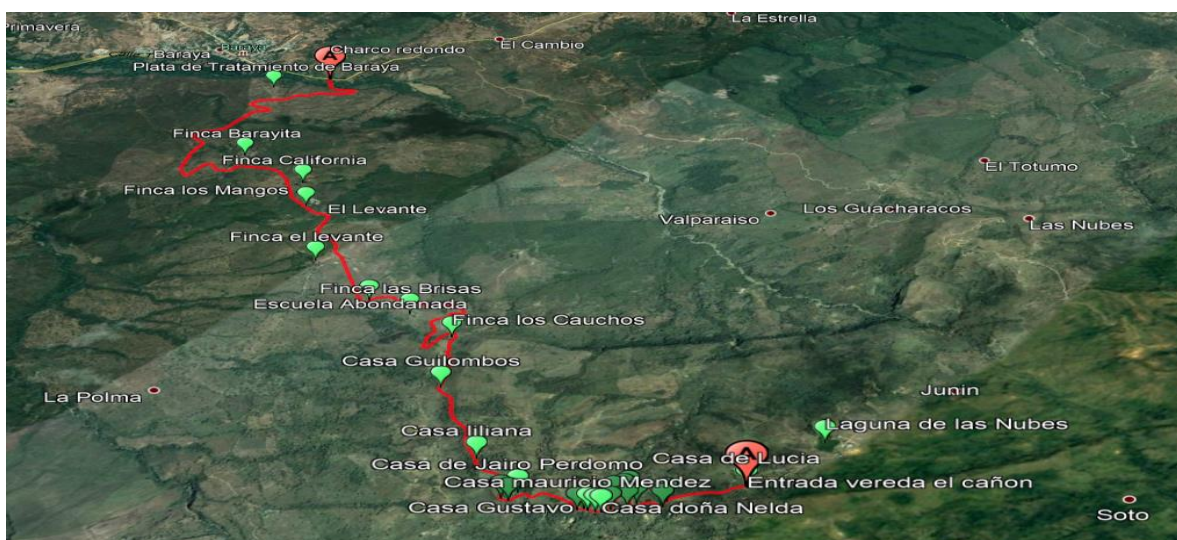 La Estrella
Primavera
El Cambio
Baraya
Charco redondo
Baraya
Plata de Tratamiento de Baraya
A
Finca Barayita
Finca California
El Totumo
Finca los Mangos
El Levante
Los Guacharacos
Valparaiso
Las Nubes
Finca el levante
Finca las Brisas
Escuela Abondanada
Finca los Cauchos
Casa Guilombos
La Polma
Junin
Laguna de las Nubes
Casa liliana
A
Casa de Lucia
Casa de Jairo Perdomo
Casa mauricio Mendez
Entrada vereda el cañon
Casa Gustavo
Casa doña Nelda
Soto